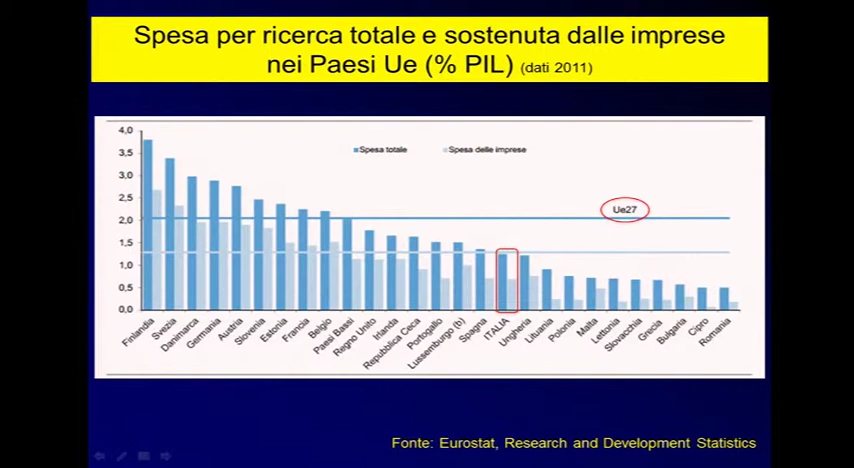 Spesa per ricerca totale e sostenuta dalle imprese
nei Paesi Ue (% PIL) (dati 2011)
4,0
3,5
3,0
2,5
2,0
1,5
1,0
0,5
0,0
Spesa totale
Spesa delle imprese
Ue27
Finlandia
Svezia
Danimarca
Germania
Austria
Slovenia
Estonia
Francia
Belgio
Paesi Bassi
Regno Unito
Irlanda
Repubblica Ceca
Portogallo
Lussemburgo (b)
Spagna
ITALIA
Ungheria
Lituania
Polonia
Malta
Lettonia
Slovacchia
Grecia
Bulgaria
Cipro
Romania
Fonte: Eurostat, Research and Development Statistics